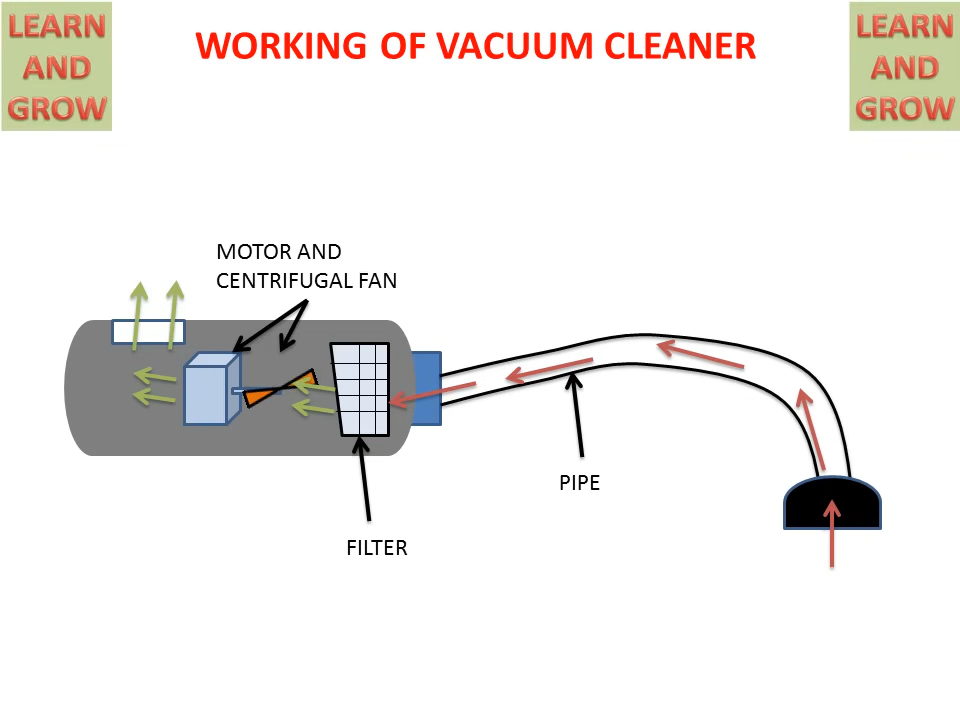 LEARN
AND
GROW
WORKING OF VACUUM CLEANER
LEARN
AND
GROW
MOTOR AND
CENTRIFUGAL FAN
PIPE
FILTER